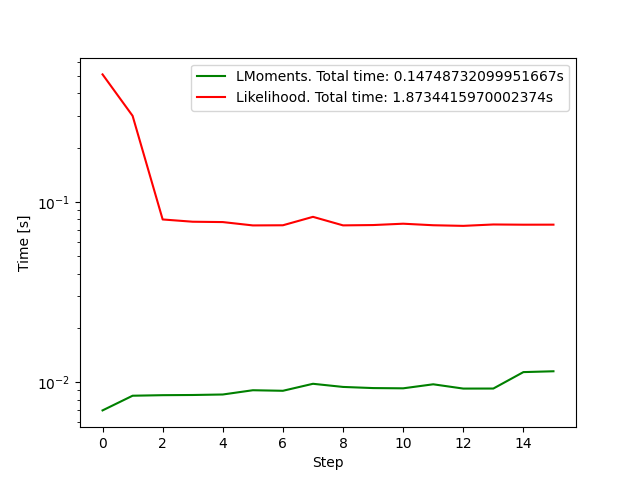 LMoments. Total time: 0.14748732099951667s
Likelihood. Total time: 1.8734415970002374s
10⁻¹
10⁻²
Time [s]
0 2 4 6 8 10 12 14
Step